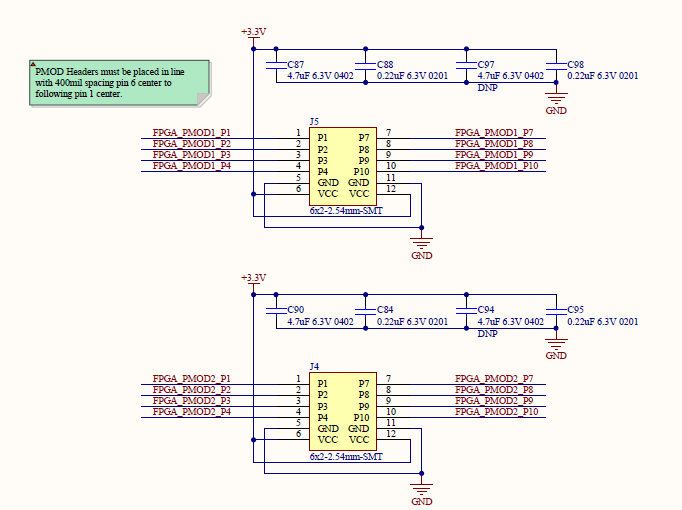 +3.3V
PMOD Headers must be placed in line
with 400mil spacing pin 6 center to
following pin 1 center.
C87 C88 C97 C98
4.7uF 6.3V 0402 0.22uF 6.3V 0201 4.7uF 6.3V 0402 0.22uF 6.3V 0201
DNP
GND
J5
FPGA_PMOD1_P1 1 P1 P7 7 FPGA_PMOD1_P7
FPGA_PMOD1_P2 2 P2 P8 8 FPGA_PMOD1_P8
FPGA_PMOD1_P3 3 P3 P9 9 FPGA_PMOD1_P9
FPGA_PMOD1_P4 4 P4 P10 10 FPGA_PMOD1_P10
5 GND GND 11
6 VCC VCC 12
6x2-2.54mm-SMT
GND
+3.3V
C90 C84 C94 C95
4.7uF 6.3V 0402 0.22uF 6.3V 0201 4.7uF 6.3V 0402 0.22uF 6.3V 0201
DNP
GND
J4
FPGA_PMOD2_P1 1 P1 P7 7 FPGA_PMOD2_P7
FPGA_PMOD2_P2 2 P2 P8 8 FPGA_PMOD2_P8
FPGA_PMOD2_P3 3 P3 P9 9 FPGA_PMOD2_P9
FPGA_PMOD2_P4 4 P4 P10 10 FPGA_PMOD2_P10
5 GND GND 11
6 VCC VCC 12
6x2-2.54mm-SMT
GND